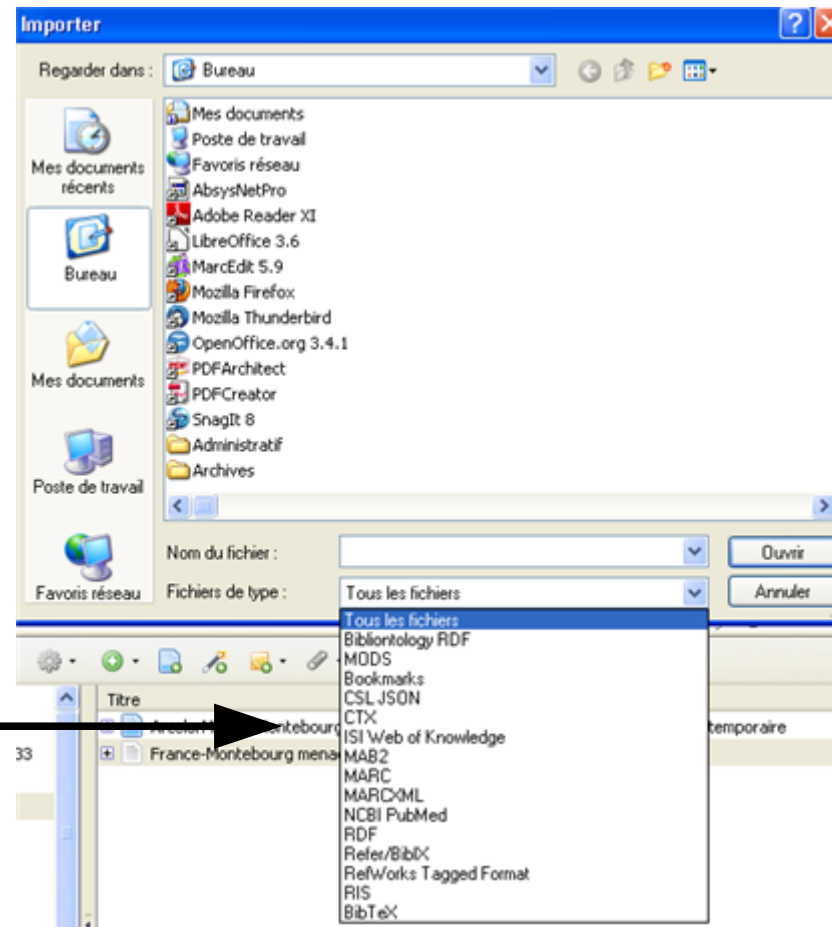 Importer
Regarder dans :
Bureau
Mes documents récents
Bureau
Mes documents
Poste de travail
Favoris réseau
Mes documents
Poste de travail
Favoris réseau
AbsysNetPro
Adobe Reader XI
LibreOffice 3.6
MarcEdit 5.9
Mozilla Firefox
Mozilla Thunderbird
OpenOffice.org 3.4.1
PDFArchitect
PDFCreator
SnagIt 8
Administratif
Archives
Nom du fichier :
Ouvrir
Fichiers de type :
Tous les fichiers
Annuler
Tous les fichiers
Bibliontology RDF
MODS
Bookmarks
CSL JSON
CTX
ISI Web of Knowledge
MAB2
MARC
MARCXML
NCBI PubMed
RDF
Refer/BibIX
RefWorks Tagged Format
RIS
BibTeX
Titre
ntebourg
temporaire
33
France-Montebourg mena